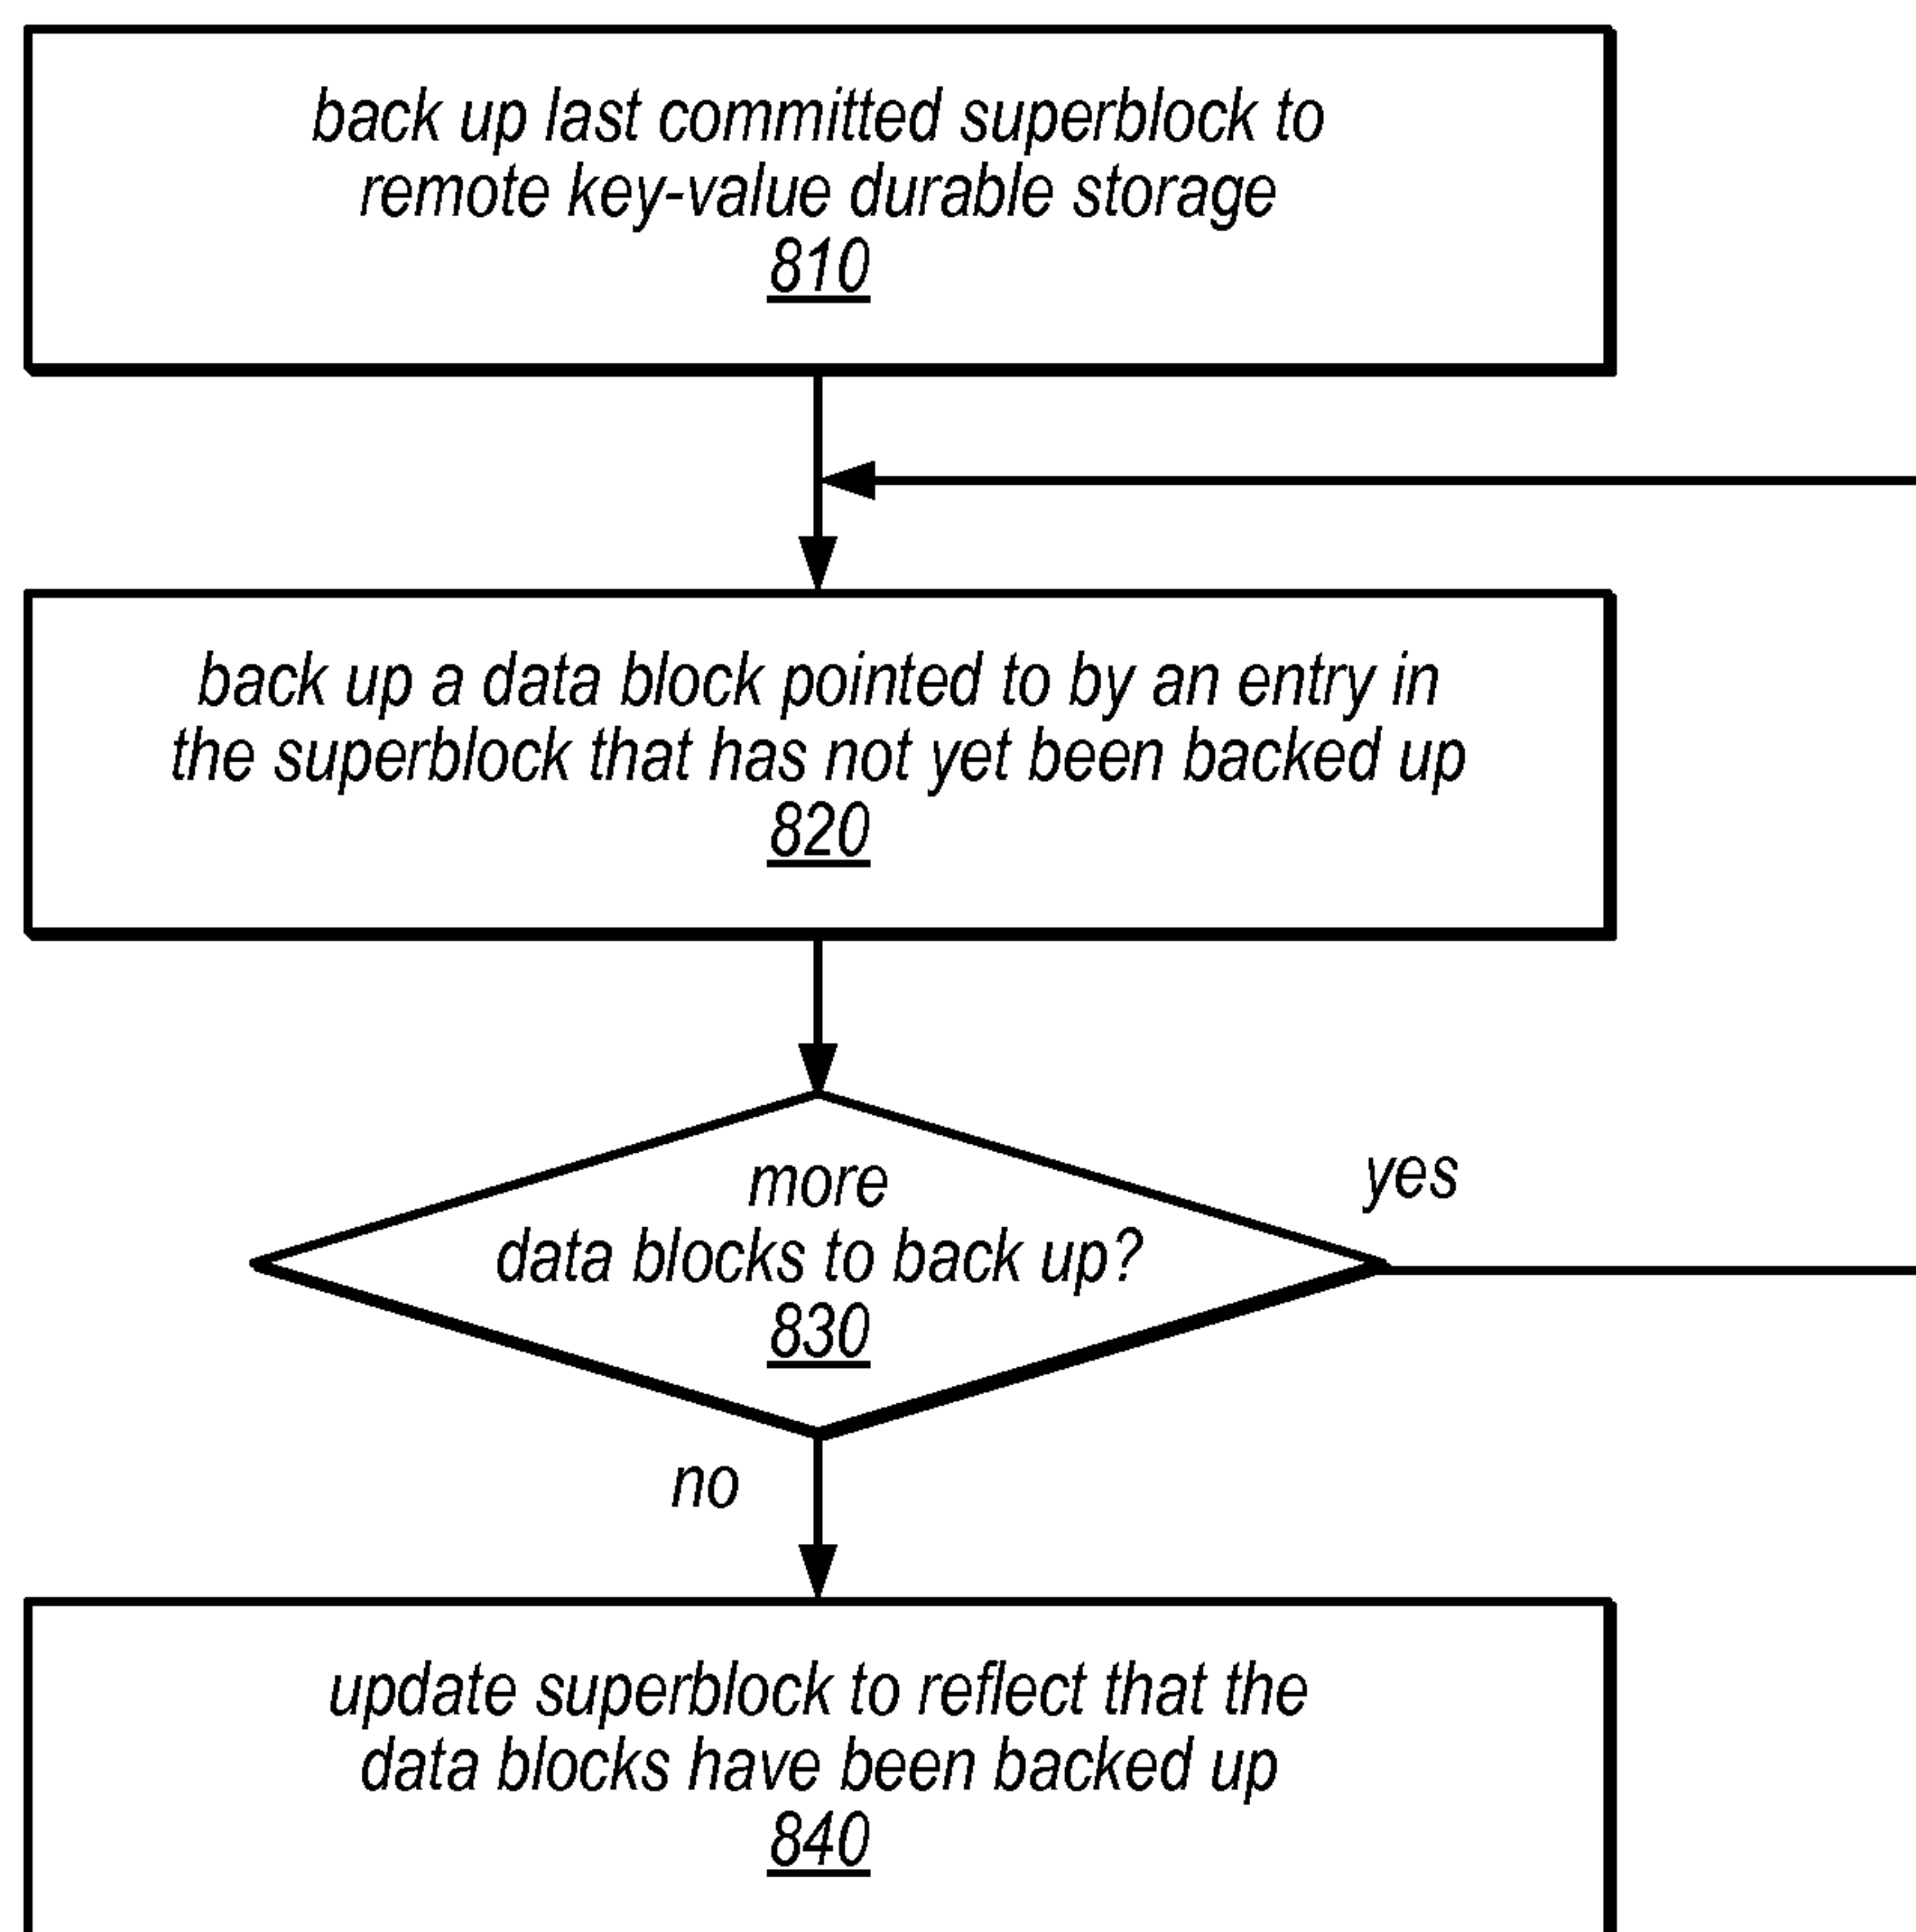 back up last committed superblock to
remote key-value durable storage
810
back up a data block pointed to by an entry in
the superblock that has not yet been backed up
820
more
data blocks to back up?
830
yes
no
update superblock to reflect that the
data blocks have been backed up
840